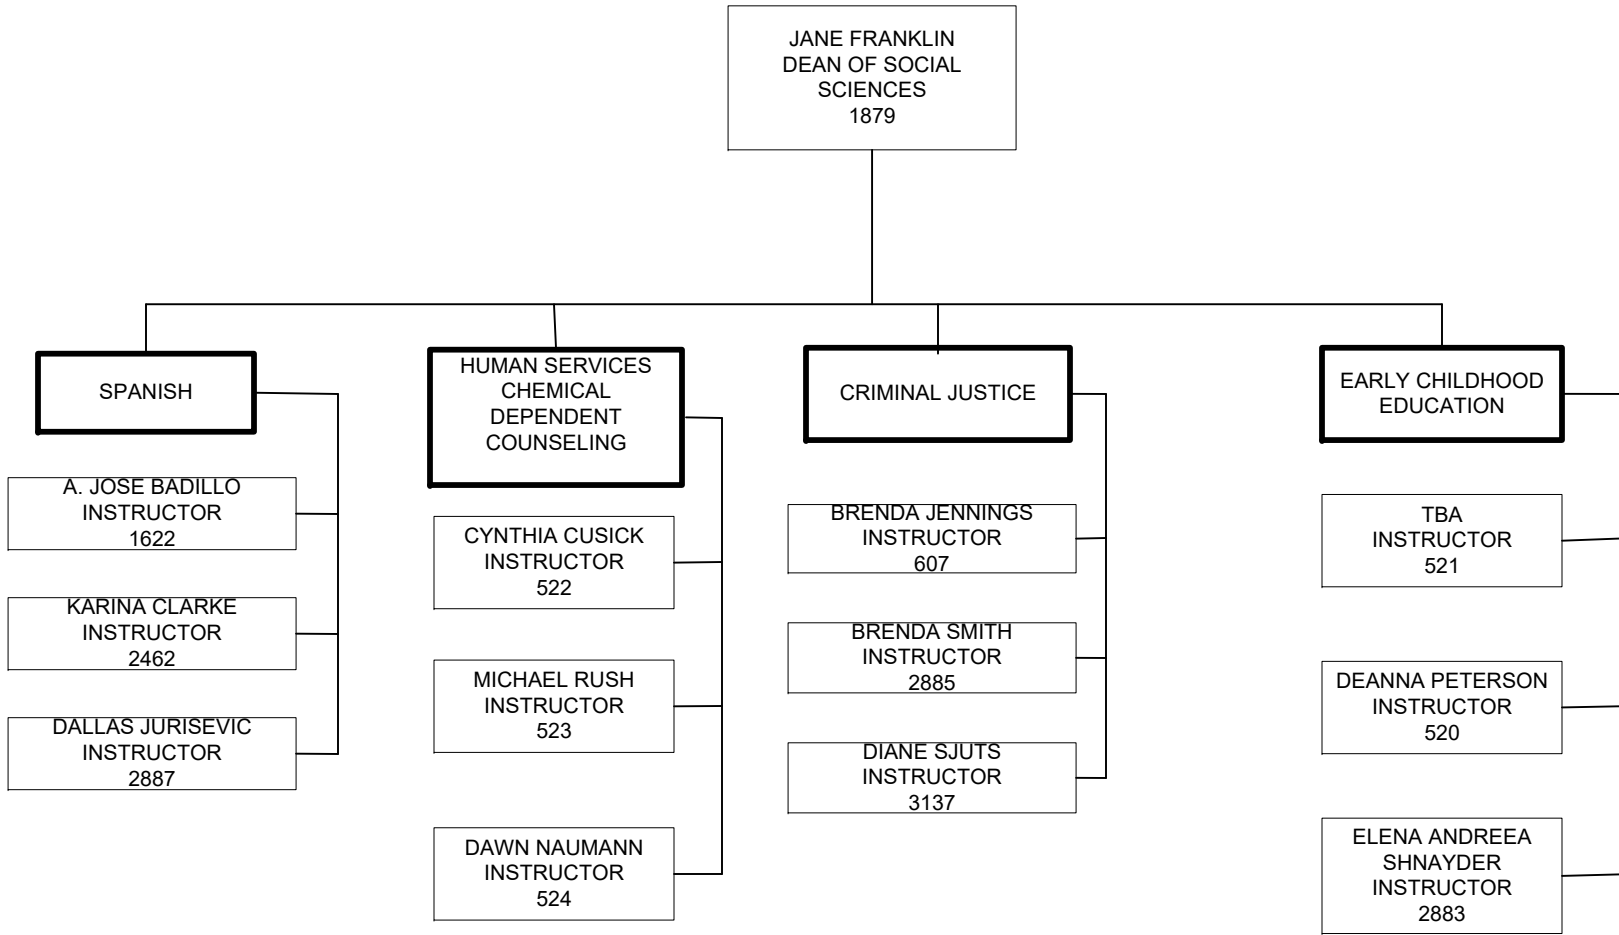 JANE FRANKLIN
DEAN OF SOCIAL
SCIENCES
1879
SPANISH
A. JOSE BADILLO
INSTRUCTOR
1622
KARINA CLARKE
INSTRUCTOR
2462
DALLAS JURISEVIC
INSTRUCTOR
2887
HUMAN SERVICES
CHEMICAL
DEPENDENT
COUNSELING
CYNTHIA CUSICK
INSTRUCTOR
522
MICHAEL RUSH
INSTRUCTOR
523
DAWN NAUMANN
INSTRUCTOR
524
CRIMINAL JUSTICE
BRENDA JENNINGS
INSTRUCTOR
607
BRENDA SMITH
INSTRUCTOR
2885
DIANE SJUTS
INSTRUCTOR
3137
EARLY CHILDHOOD
EDUCATION
TBA
INSTRUCTOR
521
DEANNA PETERSON
INSTRUCTOR
520
ELENA ANDREEA
SHNAYDER
INSTRUCTOR
2883